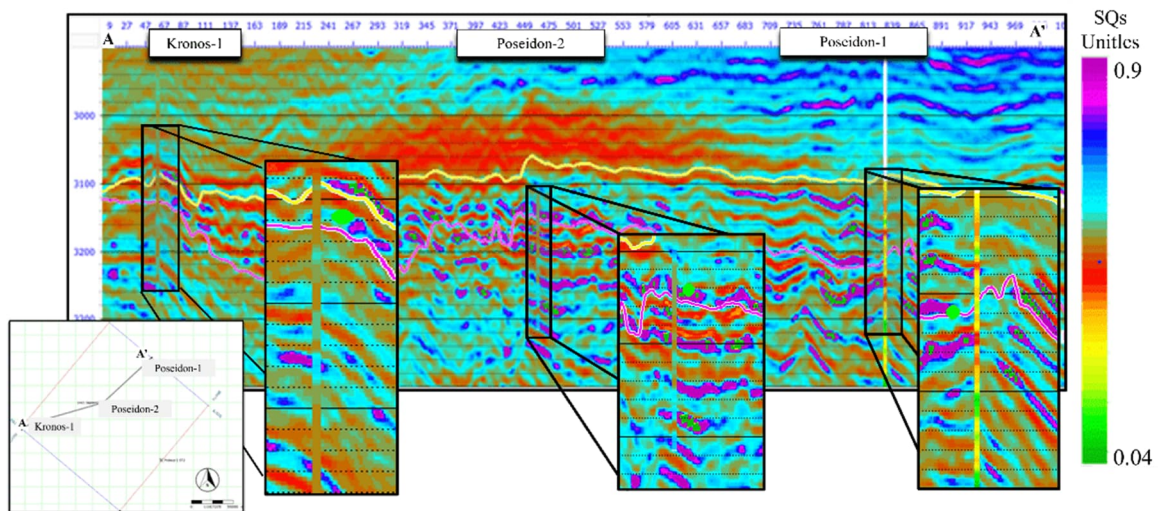 9 27 47 67 87 111 137 163 189 215 241 267 293 319 345 371 397 423 449 475 501 527 553 579 605 631 657 683 709 735 761 787 813 839 865 891 917 943 969
SQs
Unitlcs
0.9
0.04
A
Kronos-1
Poseidon-2
Poseidon-1
A'
3000
3100
3200
A'
Poseidon-1
Poseidon-2
A
Kronos-1